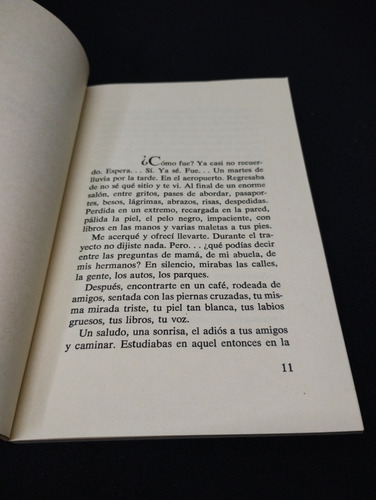 ¿Cómo fue? Ya casi no recuer-
do. Espera. . . Sí. Ya sé. Fue. . . Un martes de
lluvia por la tarde. En el aeropuerto. Regresaba
de no sé qué sitio y te vi. Al final de un enorme
salón, entre gritos, pases de abordar, pasapor-
tes, besos, lágrimas, abrazos, risas, despedidas.
Perdida en un extremo, recargada en la pared,
pálida la piel, el pelo negro, impaciente, con
libros en las manos y varias maletas a tus pies.
Me acerqué y ofrecí llevarte. Durante el tra-
yecto no dijiste nada. Pero. . . ¿qué podías decir
entre las preguntas de mamá, de mi abuela, de
mis hermanos? En silencio, mirabas las calles,
la gente, los autos, los parques.
Después, encontrarte en un café, rodeada de
amigos, sentada con las piernas cruzadas, tu mis-
ma mirada triste, tu piel tan blanca, tus labios
gruesos, tus libros, tu voz.
Un saludo, una sonrisa, el adiós a tus amigos
y caminar. Estudiabas en aquel entonces en la
11